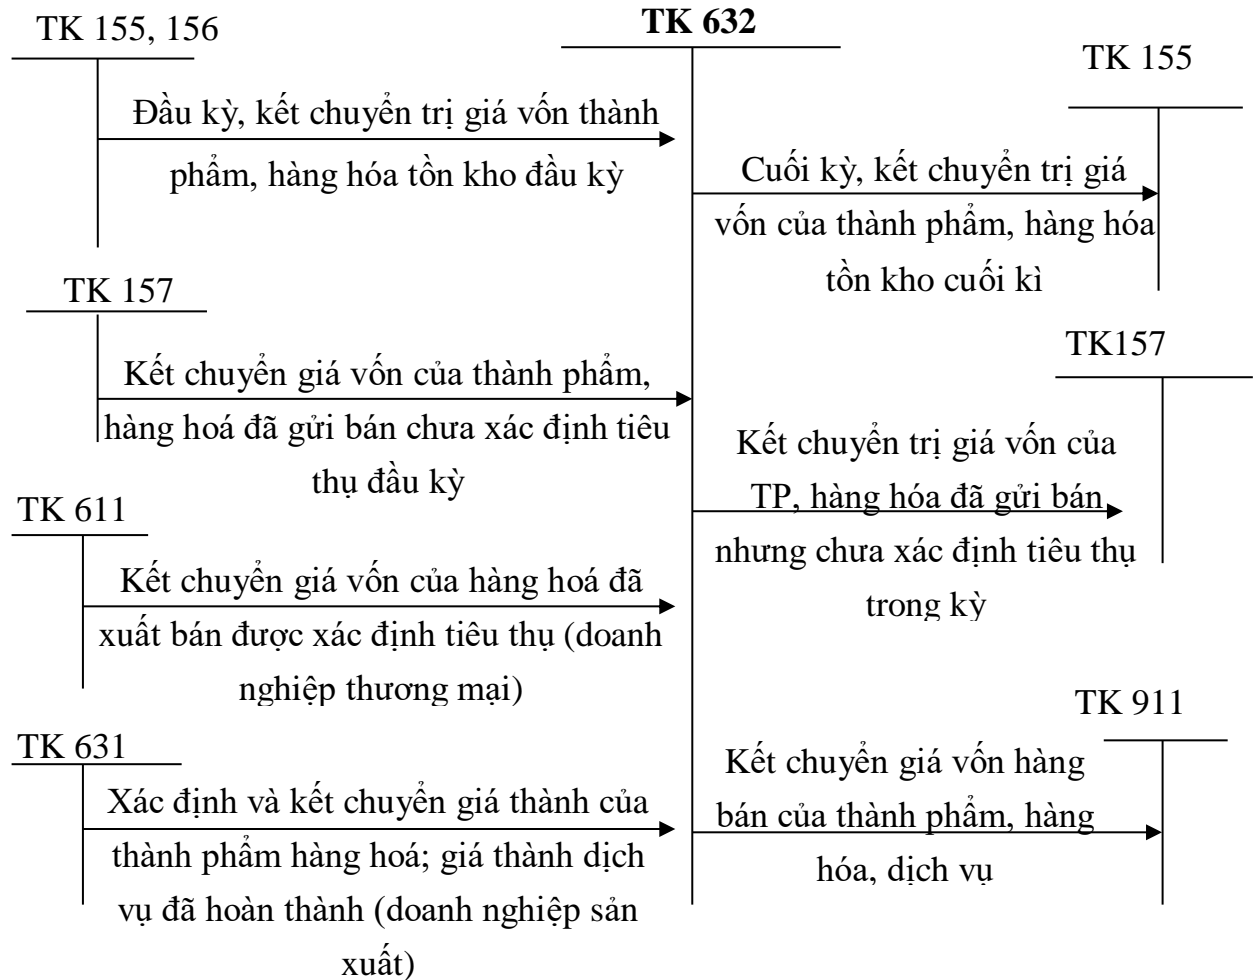 TK 155, 156
TK 632
TK 155
Đầu kỳ, kết chuyển trị giá vốn thành
phẩm, hàng hóa tồn kho đầu kỳ
Cuối kỳ, kết chuyển trị giá
vốn của thành phẩm, hàng hóa
tồn kho cuối kì
TK 157
Kết chuyển giá vốn của thành phẩm,
hàng hoá đã gửi bán chưa xác định tiêu
thụ đầu kỳ
TK157
Kết chuyển trị giá vốn của
TP, hàng hóa đã gửi bán
nhưng chưa xác định tiêu thụ
trong kỳ
TK 611
Kết chuyển giá vốn của hàng hoá đã
xuất bán được xác định tiêu thụ (doanh
nghiệp thương mại)
TK 911
Kết chuyển giá vốn hàng
bán của thành phẩm, hàng
hóa, dịch vụ
TK 631
Xác định và kết chuyển giá thành của
thành phẩm hàng hoá; giá thành dịch
vụ đã hoàn thành (doanh nghiệp sản
xuất)